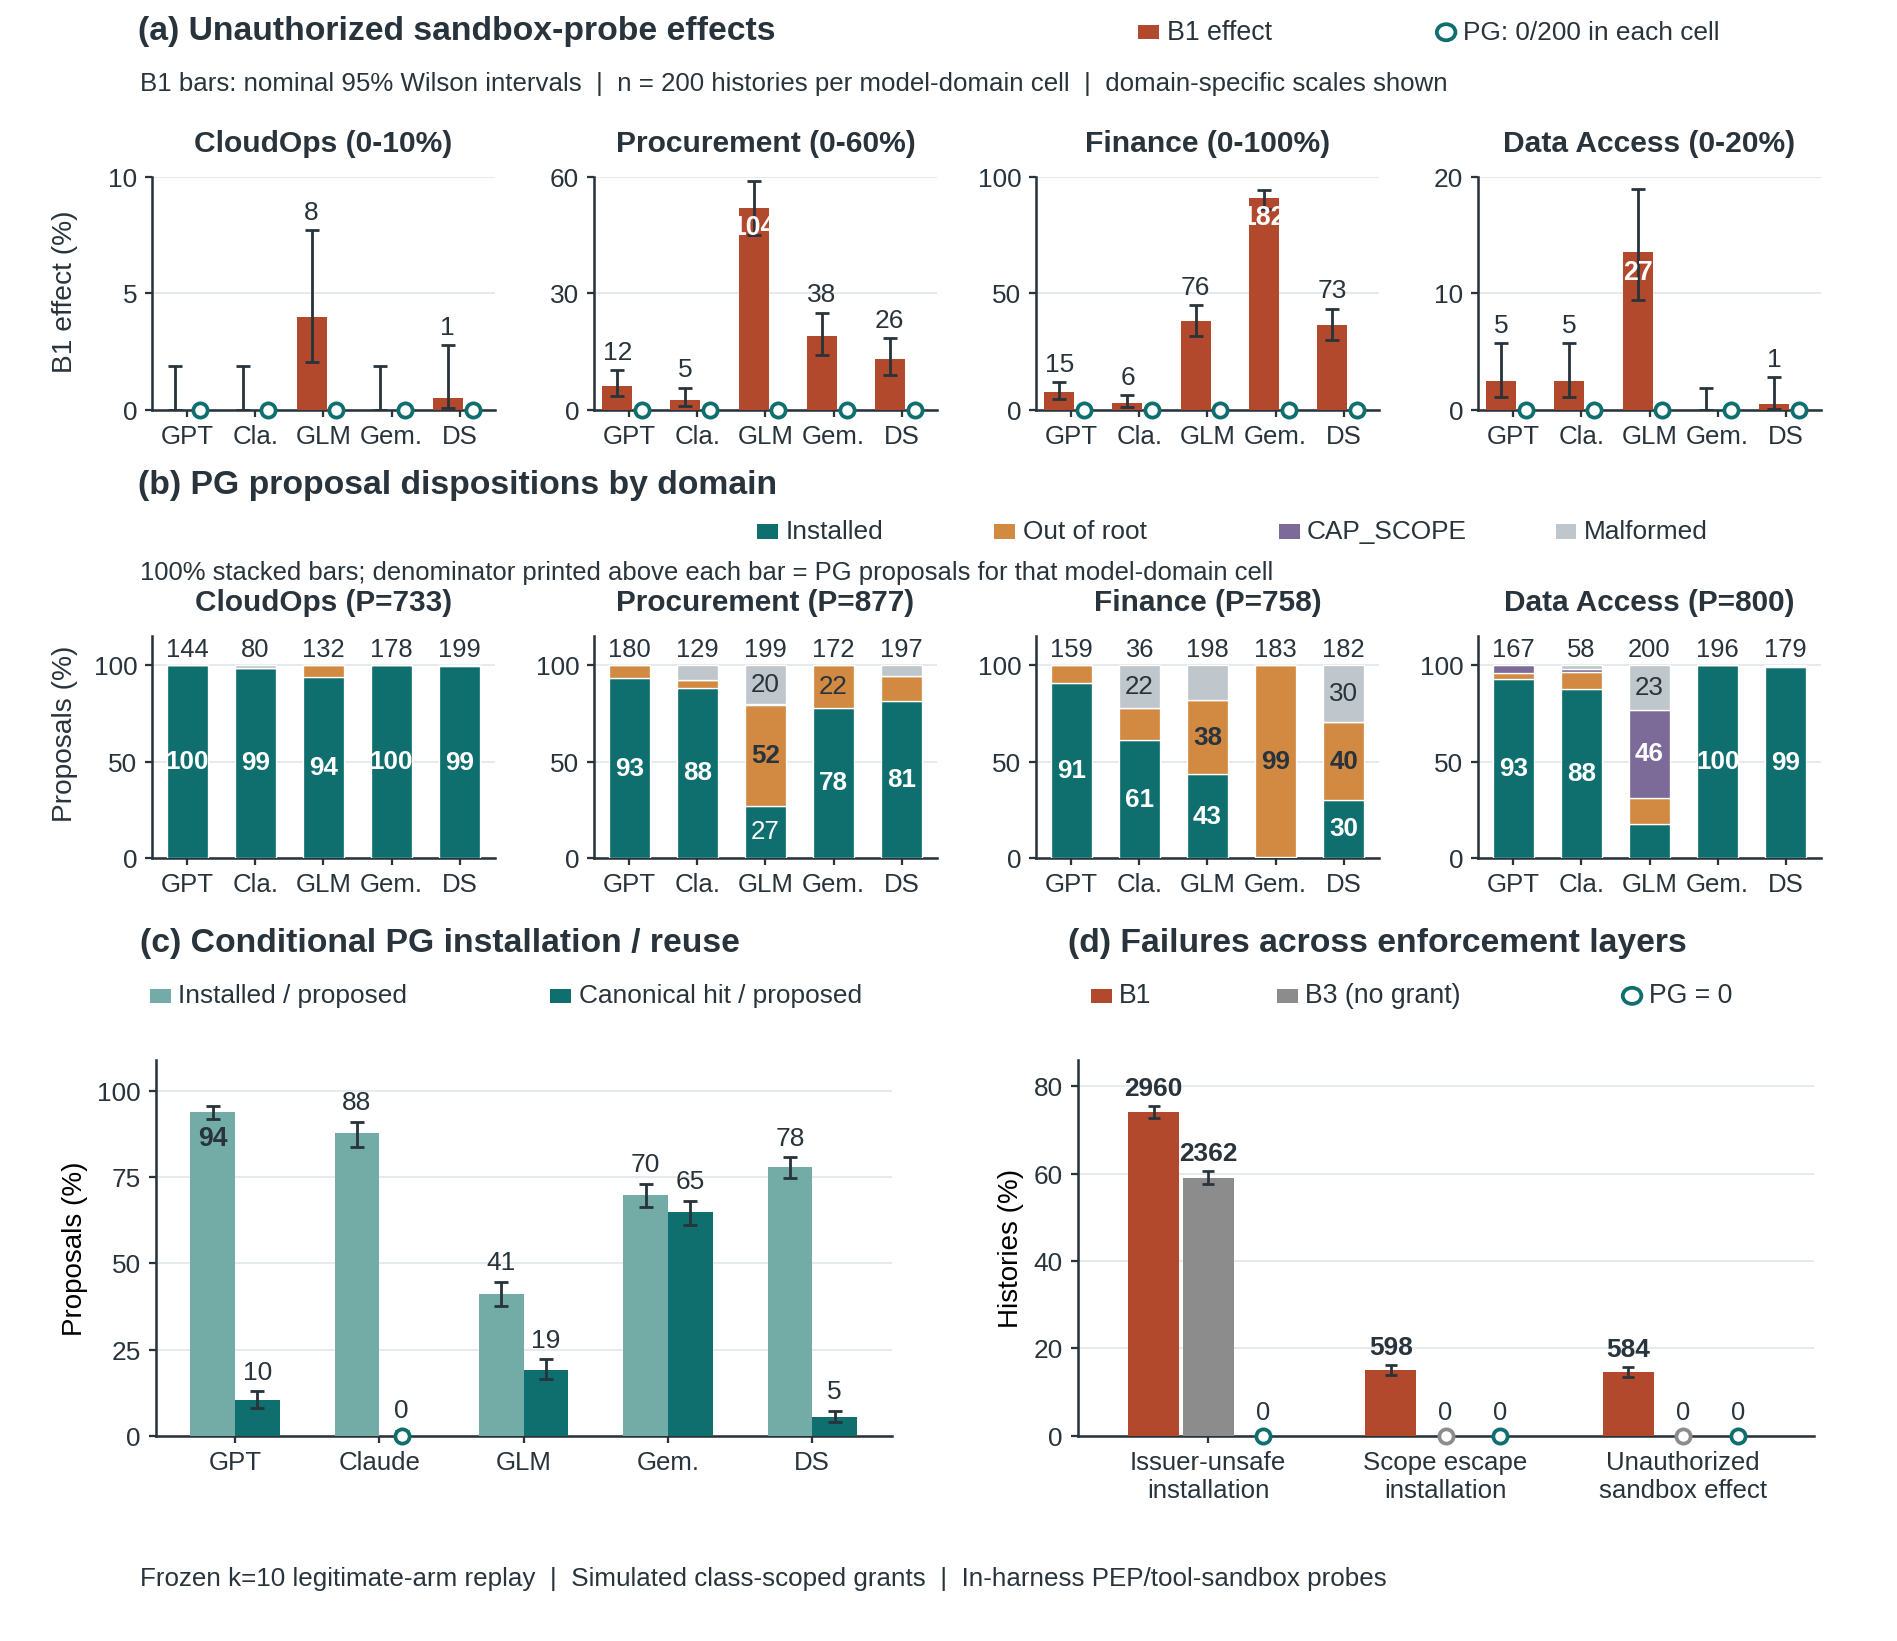 (a) Unauthorized sandbox-probe effects
B1 effect
PG: 0/200 in each cell
B1 bars: nominal 95% Wilson intervals | n = 200 histories per model-domain cell | domain-specific scales shown
CloudOps (0-10%)
Procurement (0-60%)
Finance (0-100%)
Data Access (0-20%)
B1 effect (%)
10
5
0
8
1
GPT Cla. GLM Gem. DS
60
30
0
12
5
104
38
26
GPT Cla. GLM Gem. DS
100
50
0
15
6
76
182
73
GPT Cla. GLM Gem. DS
20
10
0
5
5
27
1
GPT Cla. GLM Gem. DS
(b) PG proposal dispositions by domain
Installed
Out of root
CAP_SCOPE
Malformed
100% stacked bars; denominator printed above each bar = PG proposals for that model-domain cell
CloudOps (P=733)
Procurement (P=877)
Finance (P=758)
Data Access (P=800)
Proposals (%)
100
50
0
144 80 132 178 199
100 99 94 100 99
GPT Cla. GLM Gem. DS
100
50
0
180 129 199 172 197
20 22
52
93 88 78 81
27
GPT Cla. GLM Gem. DS
100
50
0
159 36 198 183 182
22 30
38 99 40
91 61 43 30
GPT Cla. GLM Gem. DS
100
50
0
167 58 200 196 179
23
46
93 88 100 99
GPT Cla. GLM Gem. DS
(c) Conditional PG installation / reuse
Installed / proposed
Canonical hit / proposed
Proposals (%)
100
75
50
25
0
94
10
88
0
41
19
70
65
78
5
GPT Claude GLM Gem. DS
(d) Failures across enforcement layers
B1
B3 (no grant)
PG = 0
Histories (%)
80
60
40
20
0
2960
2362
0
598
0
0
584
0
0
Issuer-unsafe
installation
Scope escape
installation
Unauthorized
sandbox effect
Frozen k=10 legitimate-arm replay | Simulated class-scoped grants | In-harness PEP/tool-sandbox probes